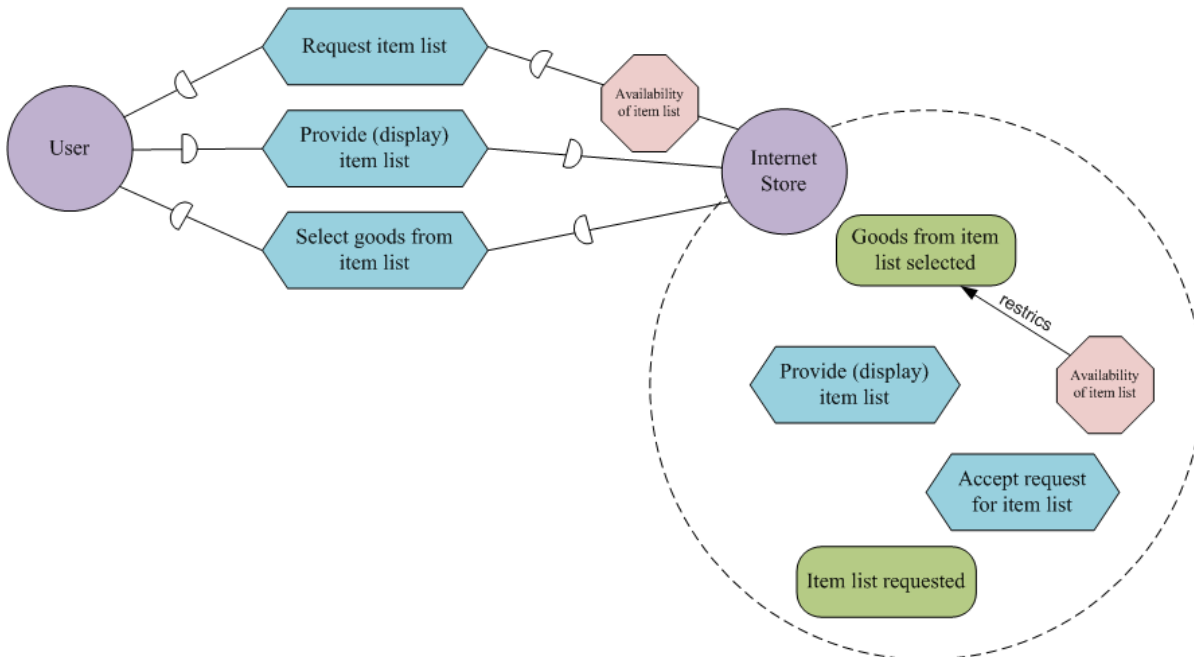 Request item list
Availability
of item list
User
Provide (display)
item list
Internet
Store
Select goods from
item list
Goods from item
list selected
restrics
Provide (display)
item list
Availability
of item list
Accept request
for item list
Item list requested